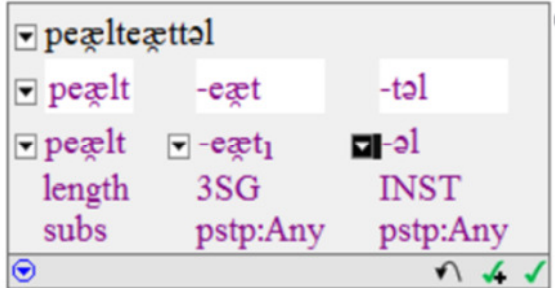 peæ̯lteæ̯ttəl
peæ̯lt -eæ̯t -təl
peæ̯lt -eæ̯t₁ -əl
length 3SG INST
subs pstp:Any pstp:Any